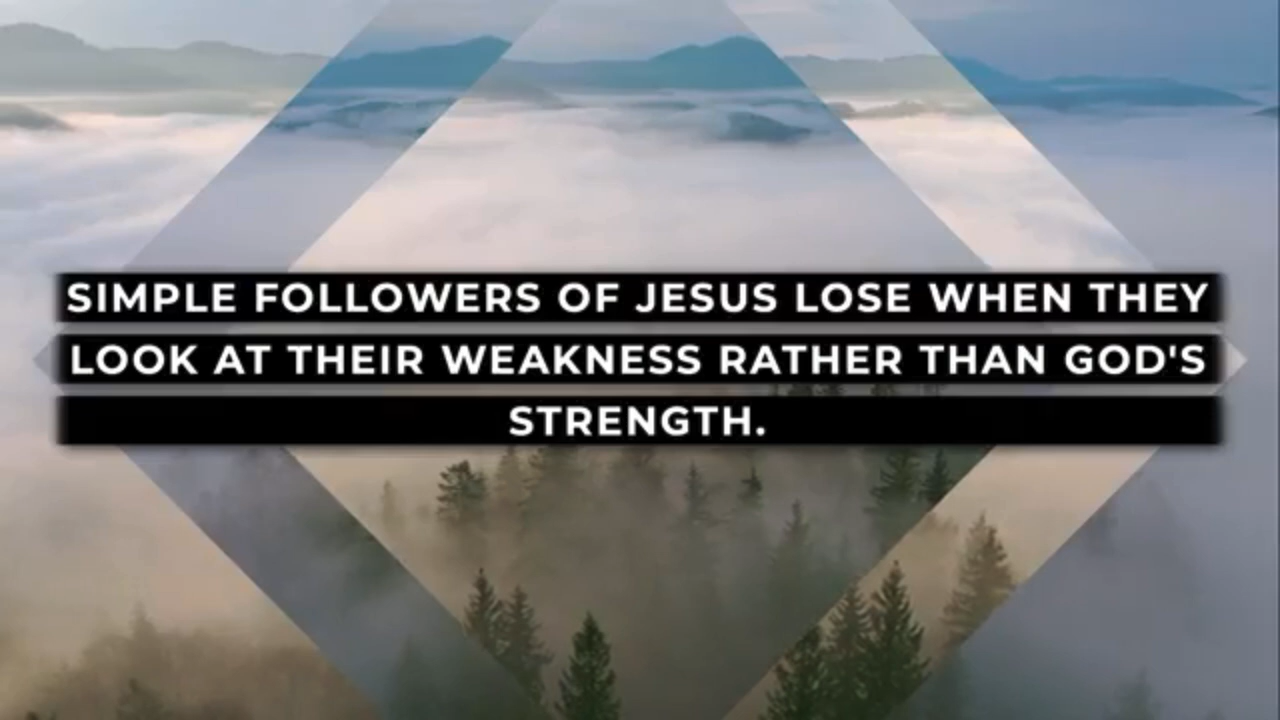 SIMPLE FOLLOWERS OF JESUS LOSE WHEN THEY
LOOK AT THEIR WEAKNESS RATHER THAN GOD'S
STRENGTH.